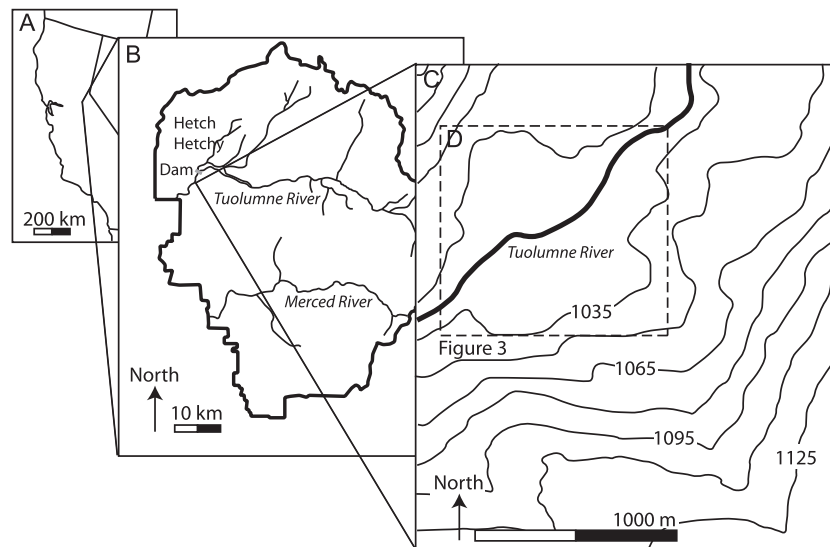 A
200 km
B
Hetch
Hetchy
Dam
Tuolumne River
Merced River
North
10 km
C
D
Tuolumne River
1035
Figure 3
1065
1095
1125
North
1000 m